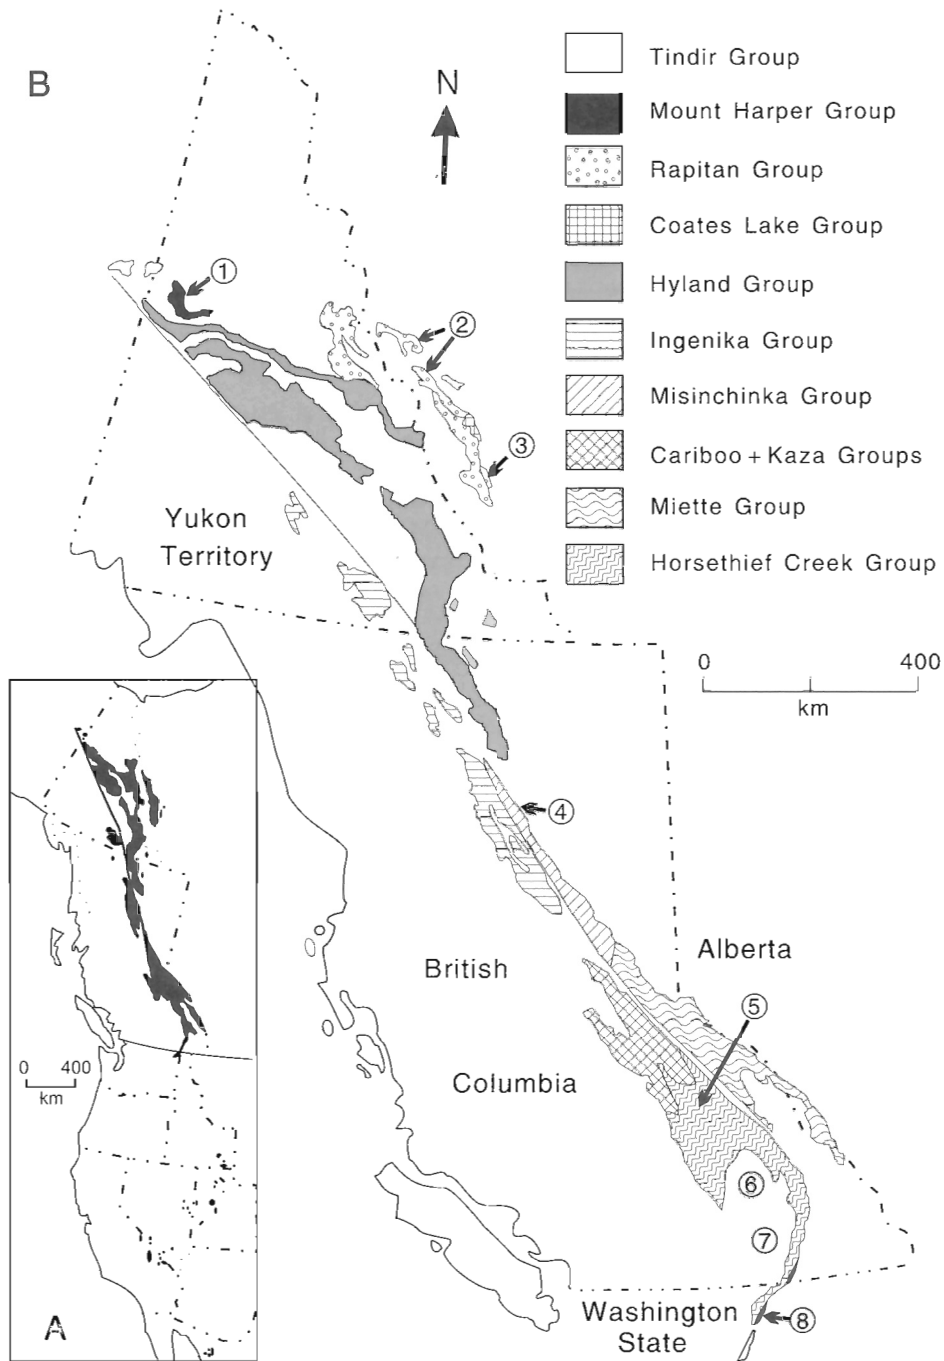 B
N
Tindir Group
Mount Harper Group
Rapitan Group
Coates Lake Group
Hyland Group
Ingenika Group
Misinchinka Group
Cariboo + Kaza Groups
Miette Group
Horsethief Creek Group
1
2
3
Yukon
Territory
0 400
km
4
British
Columbia
Alberta
5
6
7
8
Washington
State
0 400
km
A